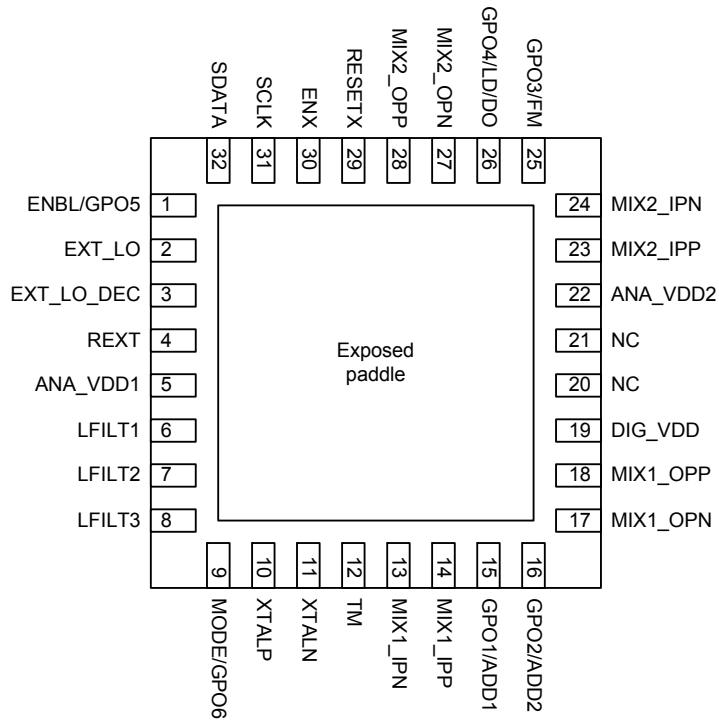 SDATA
SCLK
ENX
RESETX
MIX2_OPP
MIX2_OPN
GPO4/LD/DO
GPO3/FM
32
31
30
29
28
27
26
25
ENBL/GPO5 1
EXT_LO 2
EXT_LO_DEC 3
REXT 4
ANA_VDD1 5
LFILT1 6
LFILT2 7
LFILT3 8
Exposed
paddle
24 MIX2_IPN
23 MIX2_IPP
22 ANA_VDD2
21 NC
20 NC
19 DIG_VDD
18 MIX1_OPP
17 MIX1_OPN
9
10
11
12
13
14
15
16
MODE/GPO6
XTALP
XTALN
TM
MIX1_IPN
MIX1_IPP
GPO1/ADD1
GPO2/ADD2